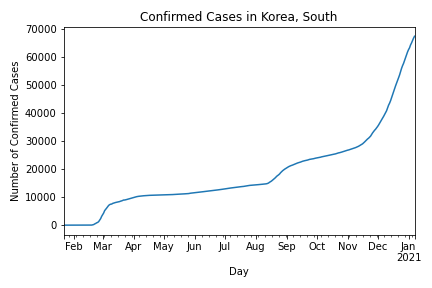 Confirmed Cases in Korea, South
70000
60000
50000
40000
30000
20000
10000
0
Number of Confirmed Cases
Feb Mar Apr May Jun Jul Aug Sep Oct Nov Dec Jan
2021
Day